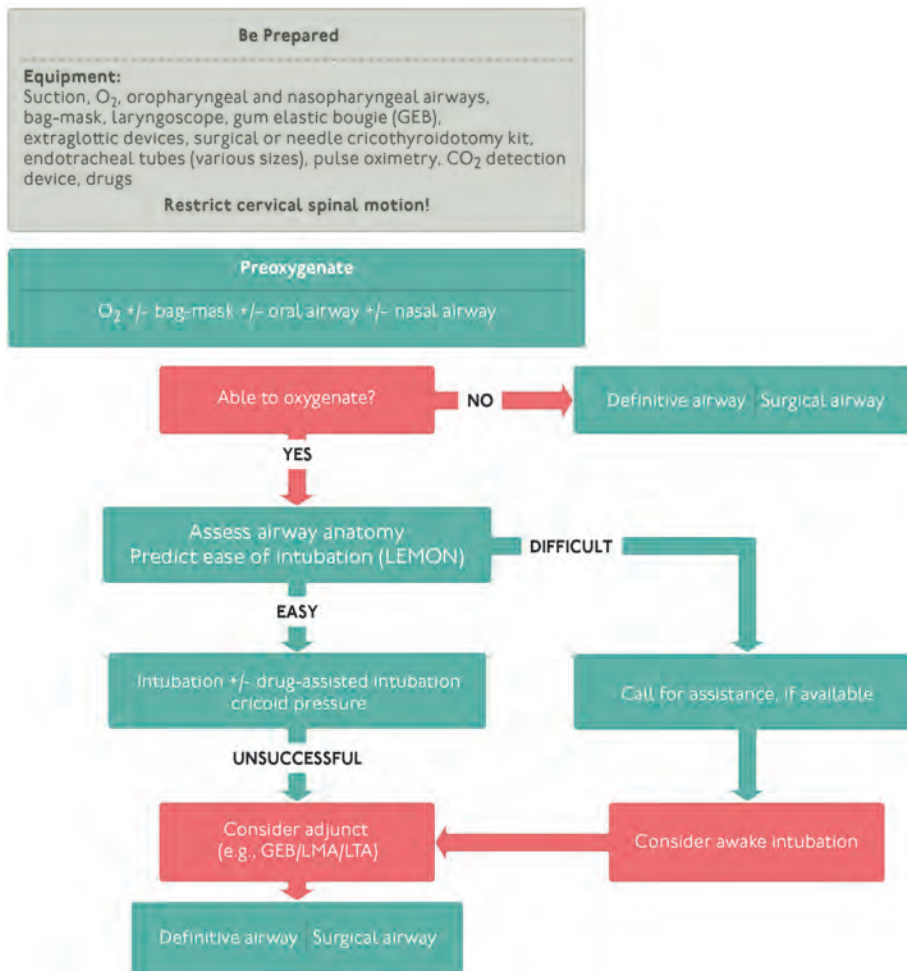 Be Prepared
Equipment:
Suction, O₂, oropharyngeal and nasopharyngeal airways,
bag-mask, laryngoscope, gum elastic bougie (GEB),
extraglottic devices, surgical or needle cricothyroidotomy kit,
endotracheal tubes (various sizes), pulse oximetry, CO₂ detection
device, drugs
Restrict cervical spinal motion!
Preoxygenate
O₂ +/- bag-mask +/- oral airway +/- nasal airway
Able to oxygenate?
NO
Definitive airway | Surgical airway
YES
Assess airway anatomy
Predict ease of intubation (LEMON)
DIFFICULT
EASY
Intubation +/- drug-assisted intubation
cricoid pressure
Call for assistance, if available
UNSUCCESSFUL
Consider adjunct
(e.g., GEB/LMA/LTA)
Consider awake intubation
Definitive airway | Surgical airway